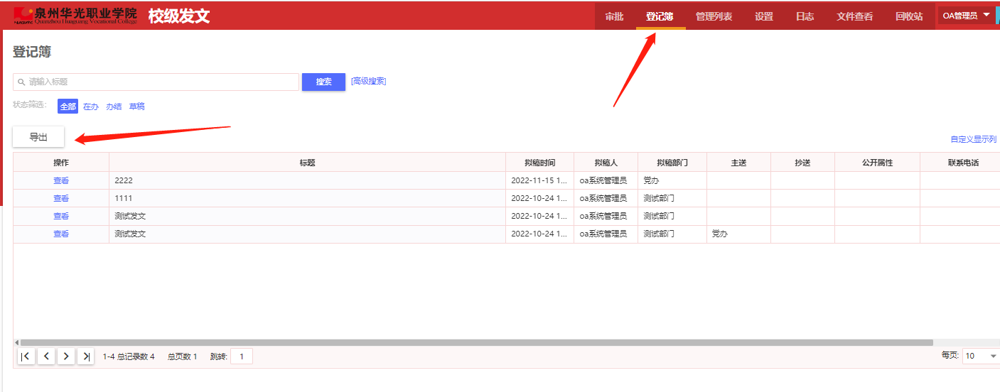 泉州华光职业学院
Quanzhou Huaguang Vocational College
校级发文
审批 登记簿 管理列表 设置 日志 文件查看 回收站 OA管理员
登记簿
请输入标题 搜索 [高级搜索]
状态筛选: 全部 在办 办结 草稿
导出
自定义显示列
操作 标题 拟稿时间 拟稿人 拟稿部门 主送 抄送 公开属性 联系电话
查看 2222 2022-11-15 1... oa系统管理员 党办
查看 1111 2022-10-24 1... oa系统管理员 测试部门
查看 测试发文 2022-10-24 1... oa系统管理员 测试部门
查看 测试发文 2022-10-24 1... oa系统管理员 测试部门 党办
1-4 总记录数 4 总页数 1 跳转: 1 每页: 10